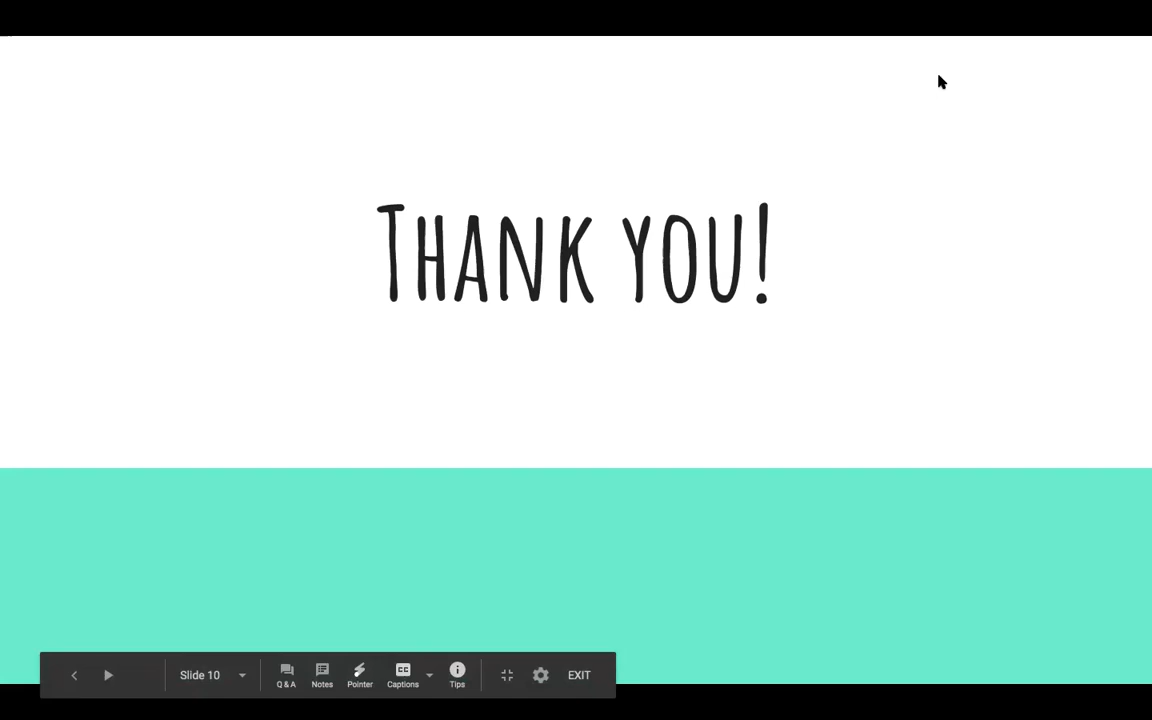 Thank you!
Slide 10
Q & A
Notes
Pointer
Captions
Tips
EXIT